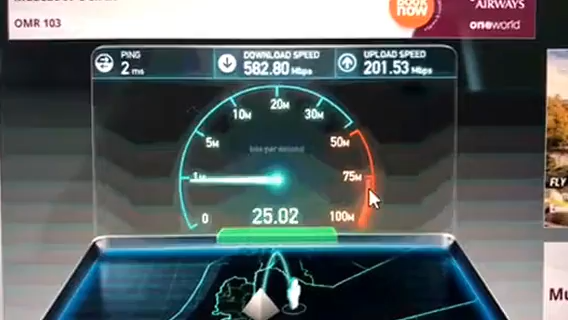 OMR 103
BOOK
now
AIRWAYS
oneworld
PING
2 ms
DOWNLOAD SPEED
582.80 Mbps
UPLOAD SPEED
201.53 Mbps
0
1M
5M
10M
20M
30M
50M
75M
100M
25.02
FLY
Mu